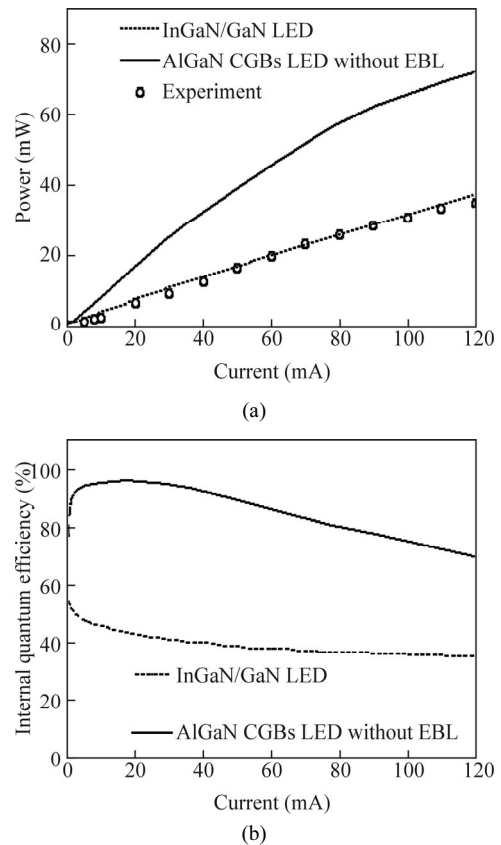 80
60
40
20
0
Power (mW)
InGaN/GaN LED
AlGaN CGBs LED without EBL
Experiment
0 20 40 60 80 100 120
Current (mA)
(a)
100
80
60
40
20
0
Internal quantum efficiency (%)
InGaN/GaN LED
AlGaN CGBs LED without EBL
0 20 40 60 80 100 120
Current (mA)
(b)